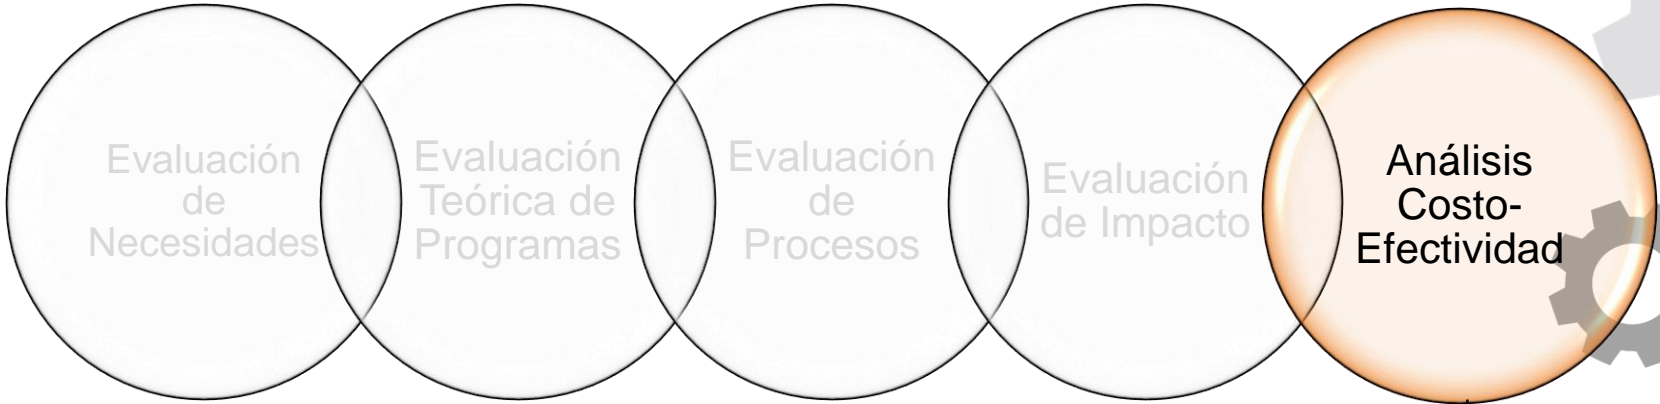 Evaluación
de
Necesidades
Evaluación
Teórica de
Programas
Evaluación
de
Procesos
Evaluación
de Impacto
Análisis
Costo-
Efectividad